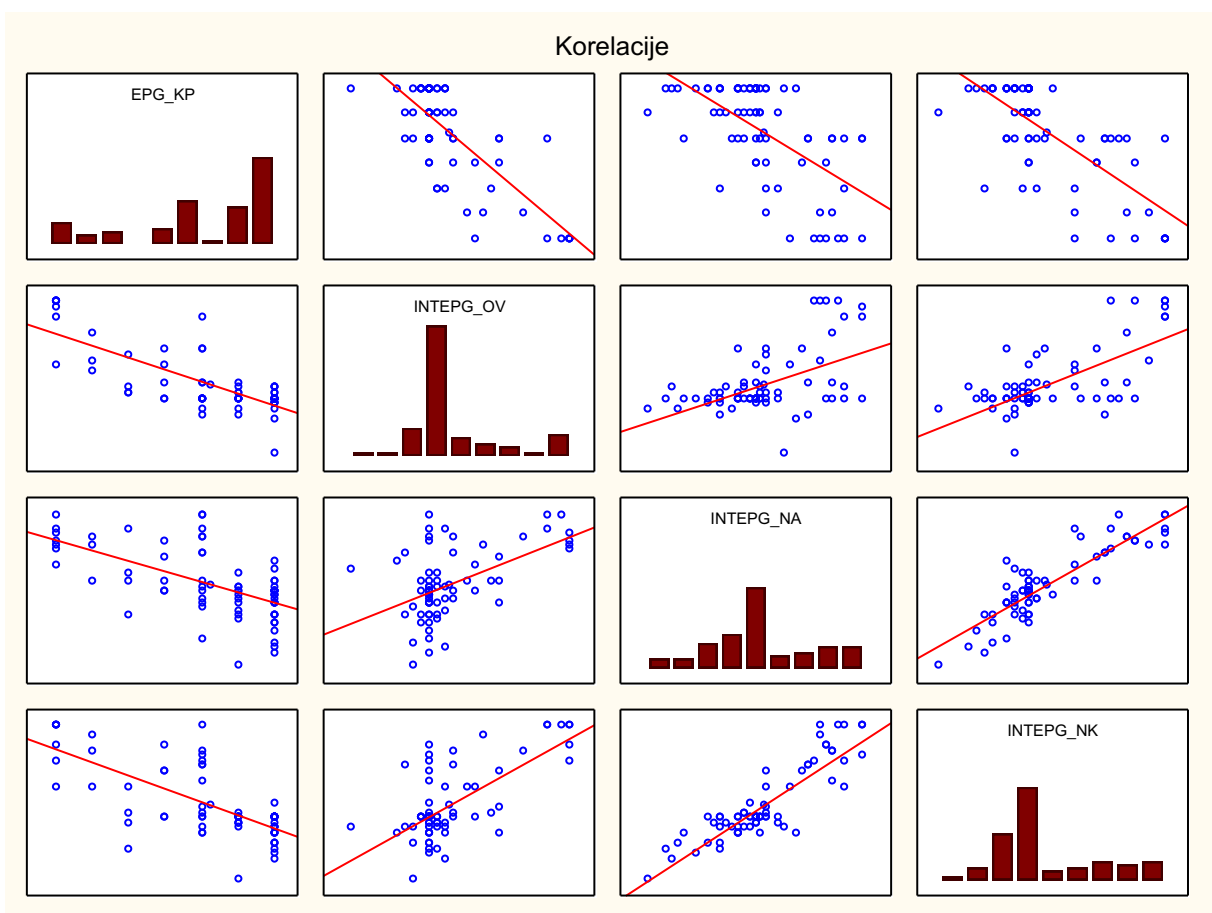 Korelacije
EPG_KP
INTEPG_OV
INTEPG_NA
INTEPG_NK